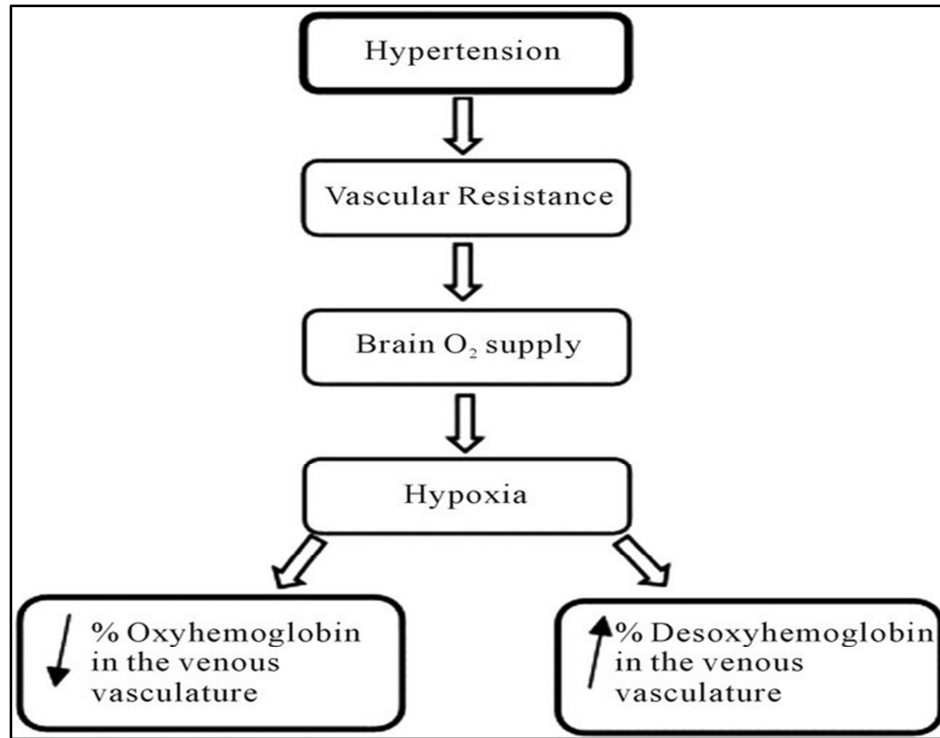 Hypertension
Vascular Resistance
Brain O₂ supply
Hypoxia
% Oxyhemoglobin
in the venous
vasculature
% Desoxyhemoglobin
in the venous
vasculature